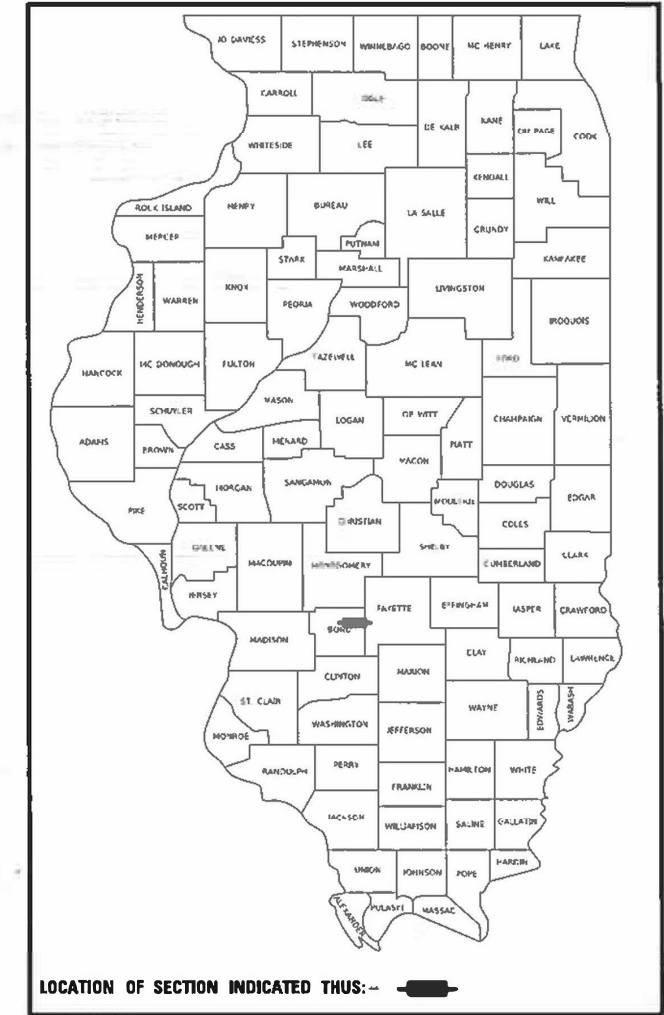 JO DAVIESS STEPHENSON WINNEBAGO BOONE MC HENRY LAKE
CARROLL OGLE DE KALB KANE DU PAGE COOK
WHITESIDE LEE KENDALL WILL
ROCK ISLAND HENRY BUREAU LA SALLE GRUNDY
MERCER PUTNAM KANKAKEE
STARK MARSHALL
HENDERSON WARREN KNOX PEORIA WOODFORD LIVINGSTON IROQUOIS
HANCOCK MC DONOUGH FULTON TAZEWELL MC LEAN FORD
SCHUYLER MASON LOGAN DE WITT CHAMPAIGN VERMILION
ADAMS BROWN CASS MENARD MACON PIATT
PIKE SCOTT MORGAN SANGAMON MOULTRIE DOUGLAS EDGAR
CHRISTIAN COLES
CALHOUN GREENE MACOUPIN MONTGOMERY SHELBY CUMBERLAND CLARK
JERSEY FAYETTE EFFINGHAM JASPER CRAWFORD
MADISON BOND CLAY RICHLAND LAWRENCE
CLINTON MARION
ST. CLAIR WASHINGTON WAYNE EDWARDS WABASH
MONROE JEFFERSON
RANDOLPH PERRY FRANKLIN HAMILTON WHITE
JACKSON WILLIAMSON SALINE GALLATIN
UNION JOHNSON POPE HARDIN
ALEXANDER PULASKI MASSAC
LOCATION OF SECTION INDICATED THUS:-